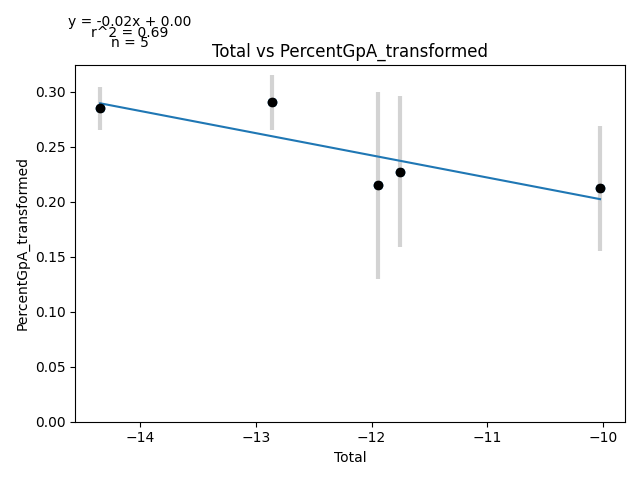 y = -0.02x + 0.00
r^2 = 0.69
n = 5
Total vs PercentGpA_transformed
PercentGpA_transformed
0.30
0.25
0.20
0.15
0.10
0.05
0.00
−14
−13
−12
−11
−10
Total